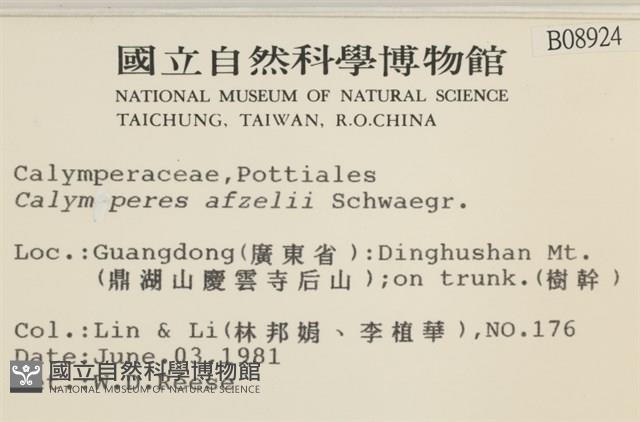 B08924
國立自然科學博物館
NATIONAL MUSEUM OF NATURAL SCIENCE
TAICHUNG, TAIWAN, R.O.CHINA
Calymperaceae,Pottiales
Calymperes afzelii Schwaegr.
Loc.:Guangdong(廣東省):Dinghushan Mt.
(鼎湖山慶雲寺后山);on trunk.(樹幹)
Col.:Lin & Li(林邦娟、李植華),NO.176
Date:June.03,1981
:W.D.Reese
國立自然科學博物館
NATIONAL MUSEUM OF NATURAL SCIENCE